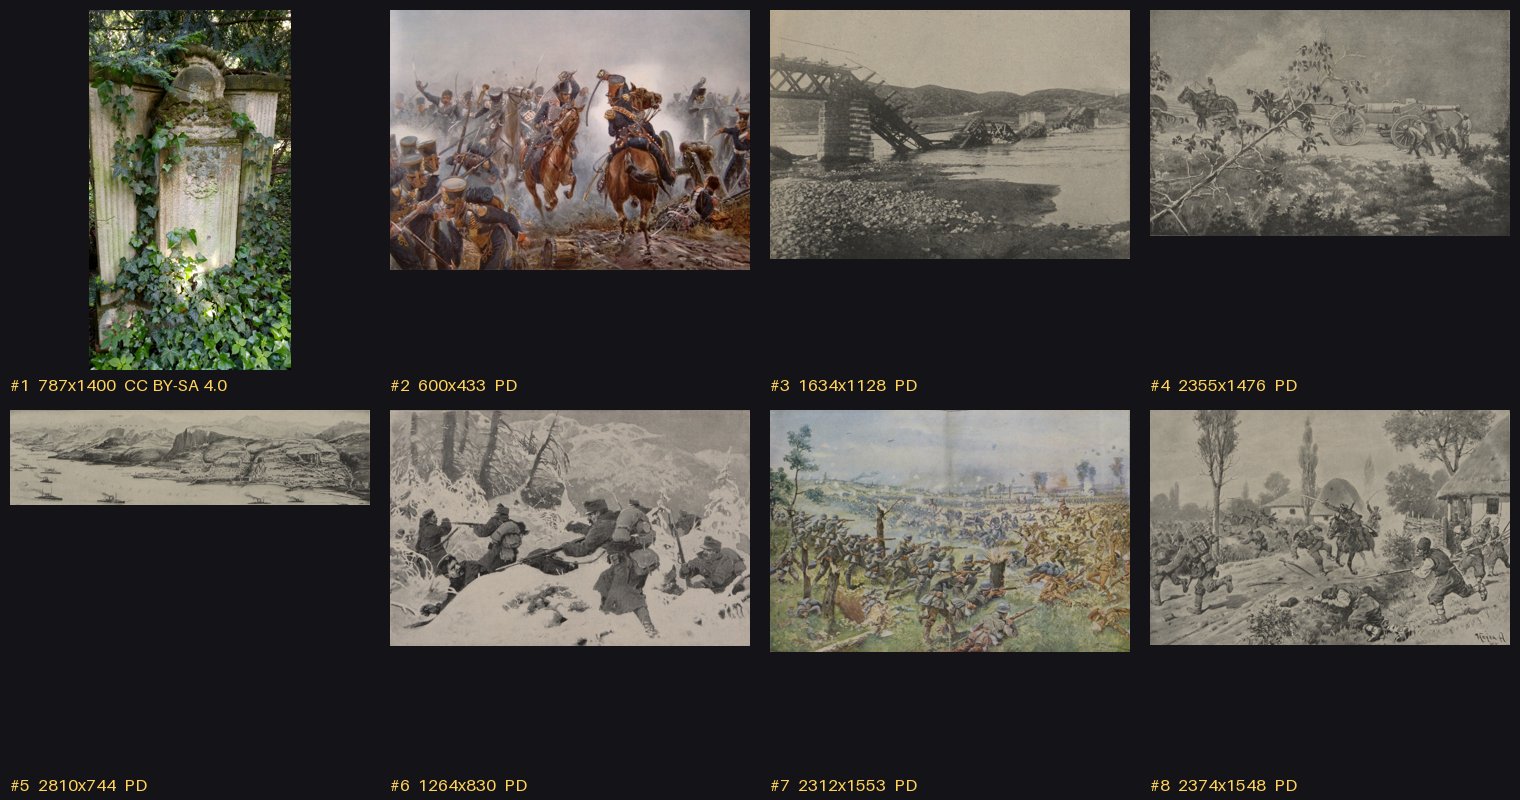 #1 787x1400 CC BY-SA 4.0
#2 600x433 PD
#3 1634x1128 PD
#4 2355x1476 PD
#5 2810x744 PD
#6 1264x830 PD
#7 2312x1553 PD
#8 2374x1548 PD